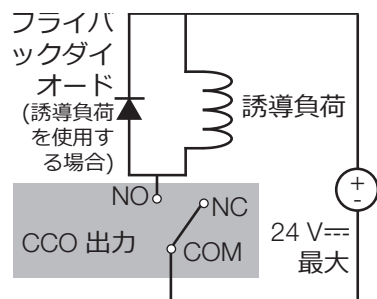 フライバ
ックダイ
オード
(誘導負荷
を使用す
る場合)
誘導負荷
NO
NC
CCO 出力
COM
+
-
24 V⎓
最大